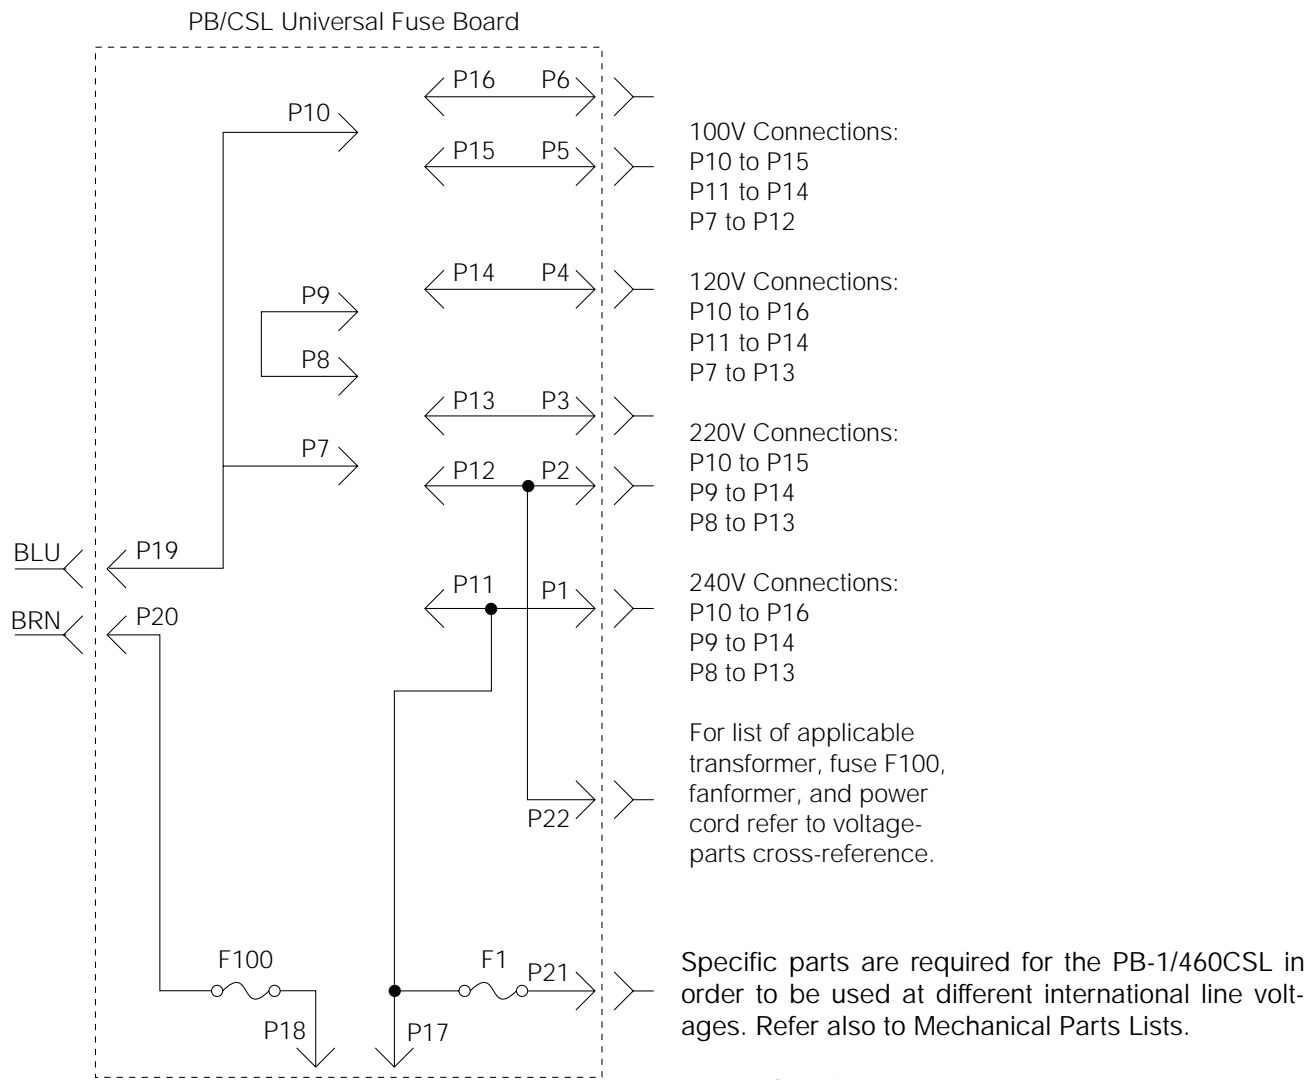 PB/CSL Universal Fuse Board
P16 P6
P10
P15 P5
P14 P4
P9
P8
P13 P3
P7
P12 P2
BLU P19
P11 P1
BRN P20
P22
F100
F1 P21
P18 P17
100V Connections:
P10 to P15
P11 to P14
P7 to P12
120V Connections:
P10 to P16
P11 to P14
P7 to P13
220V Connections:
P10 to P15
P9 to P14
P8 to P13
240V Connections:
P10 to P16
P9 to P14
P8 to P13
For list of applicable
transformer, fuse F100,
fanformer, and power
cord refer to voltage-
parts cross-reference.
Specific parts are required for the PB-1/460CSL in
order to be used at different international line volt-
ages. Refer also to Mechanical Parts Lists.